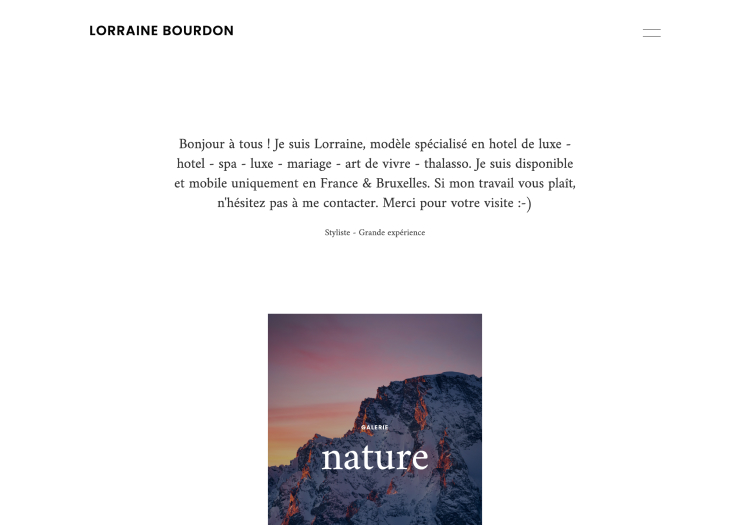 LORRAINE BOURDON
Bonjour à tous ! Je suis Lorraine, modèle spécialisé en hotel de luxe -
hotel - spa - luxe - mariage - art de vivre - thalasso. Je suis disponible
et mobile uniquement en France & Bruxelles. Si mon travail vous plaît,
n'hésitez pas à me contacter. Merci pour votre visite :-)
Styliste - Grande expérience
GALERIE
nature